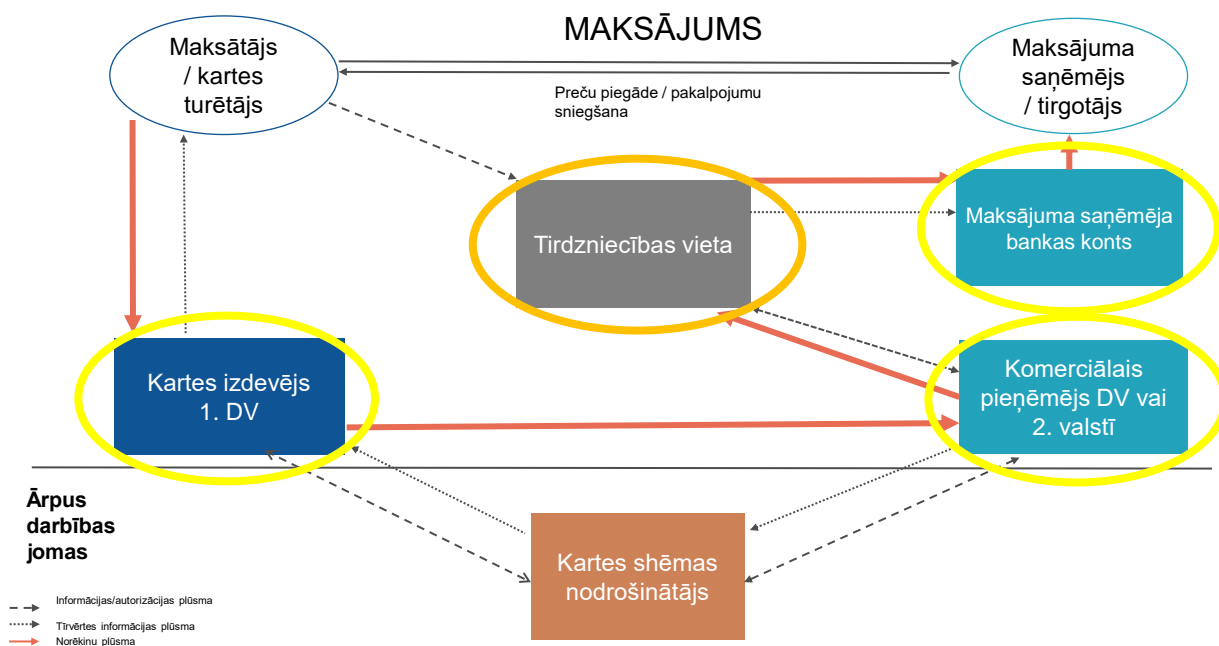 MAKSĀJUMS
Maksātājs
/ kartes
turētājs
Maksājuma
saņēmējs
/ tirgotājs
Preču piegāde / pakalpojumu
sniegšana
Tirdzniecības vieta
Maksājuma saņēmēja
bankas konts
Kartes izdevējs
1. DV
Komerciālais
pieņēmējs DV vai
2. valstī
Ārpus
darbības
jomas
Kartes shēmas
nodrošinātājs
Informācijas/autorizācijas plūsma
Tīrvērtes informācijas plūsma
Norēķinu plūsma